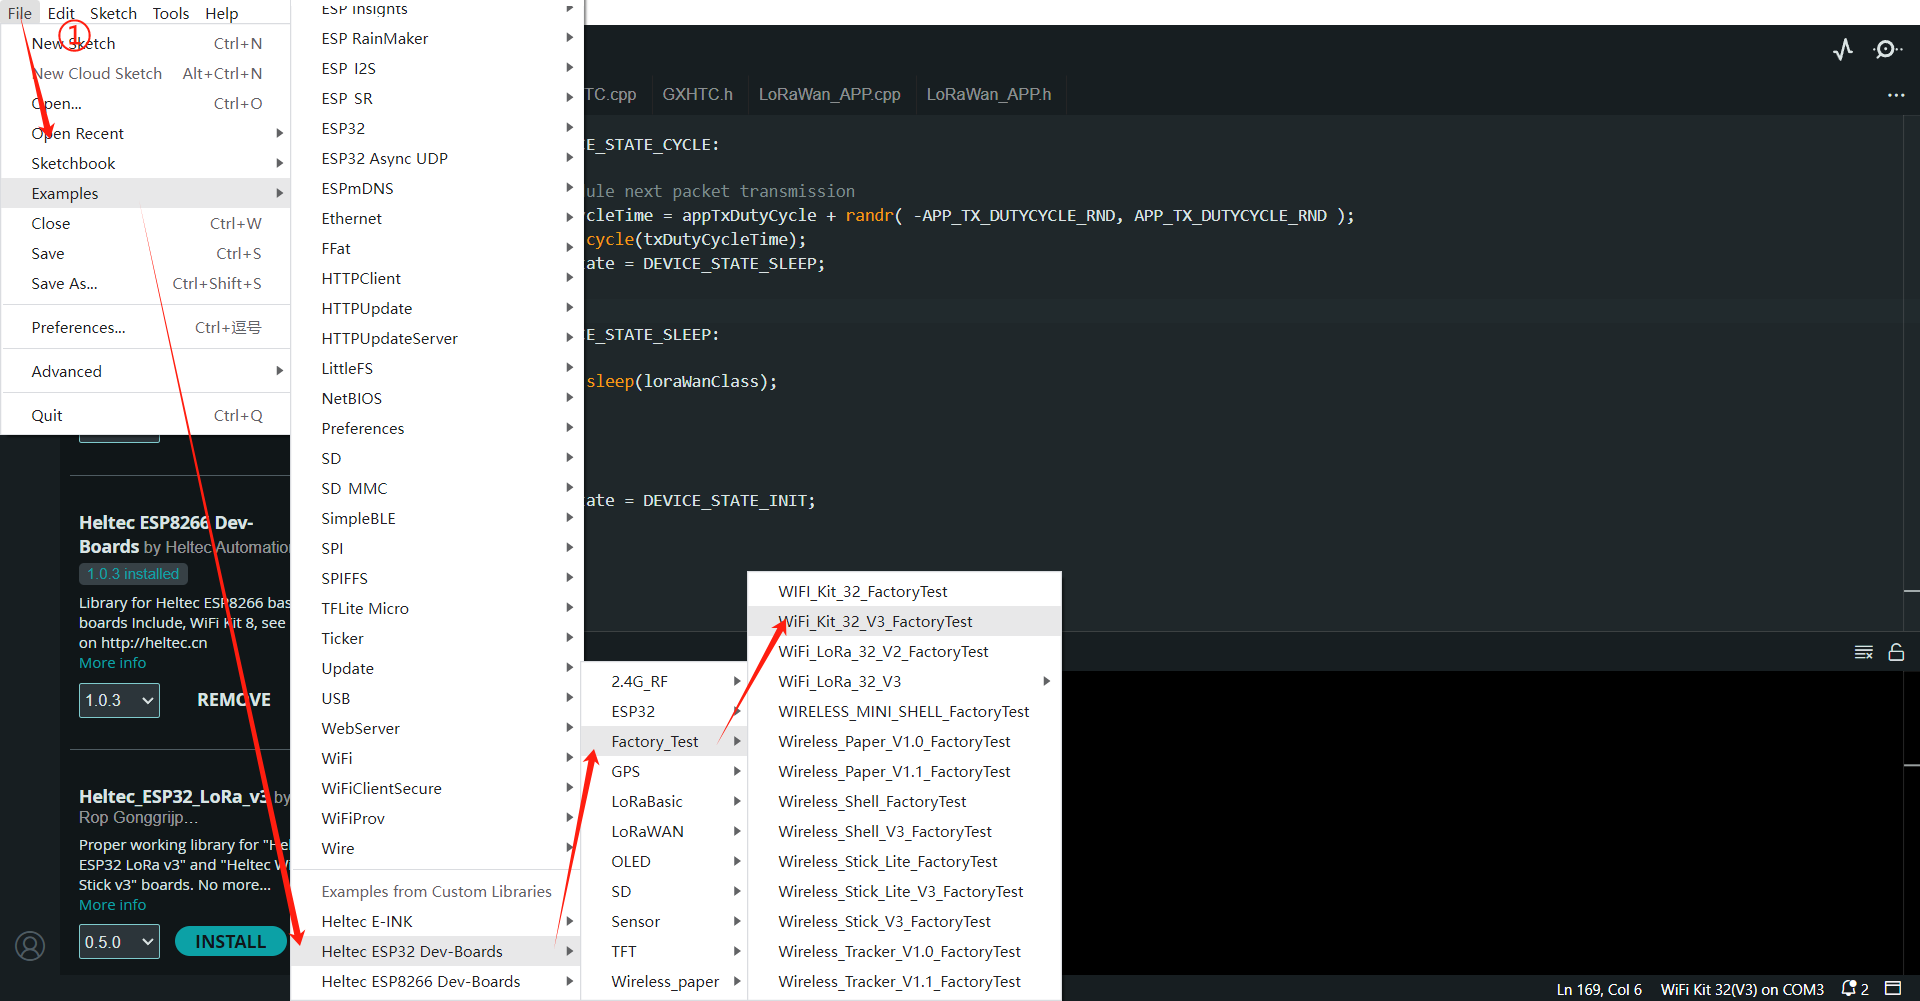 File Edit Sketch Tools Help
①
New Sketch Ctrl+N
New Cloud Sketch Alt+Ctrl+N
Open... Ctrl+O
Open Recent
Sketchbook
Examples
Close Ctrl+W
Save Ctrl+S
Save As... Ctrl+Shift+S
Preferences... Ctrl+逗号
Advanced
Quit Ctrl+Q
Heltec ESP8266 Dev-
Boards by Heltec Automation
1.0.3 installed
Library for Heltec ESP8266 bas
boards Include, WiFi Kit 8, see
on http://heltec.cn
More info
1.0.3 REMOVE
Heltec_ESP32_LoRa_v3 by
Rop Gonggrijp...
Proper working library for "Hel
ESP32 LoRa v3" and "Heltec W
Stick v3" boards. No more...
More info
0.5.0 INSTALL
ESP Insights
ESP RainMaker
ESP I2S
ESP SR
ESP32
ESP32 Async UDP
ESPmDNS
Ethernet
FFat
HTTPClient
HTTPUpdate
HTTPUpdateServer
LittleFS
NetBIOS
Preferences
SD
SD MMC
SimpleBLE
SPI
SPIFFS
TFLite Micro
Ticker
Update
USB
WebServer
WiFi
WiFiClientSecure
WiFiProv
Wire
Examples from Custom Libraries
Heltec E-INK
Heltec ESP32 Dev-Boards
Heltec ESP8266 Dev-Boards
2.4G_RF
ESP32
Factory_Test
GPS
LoRaBasic
LoRaWAN
OLED
SD
Sensor
TFT
Wireless_paper
WIFI_Kit_32_FactoryTest
WiFi_Kit_32_V3_FactoryTest
WiFi_LoRa_32_V2_FactoryTest
WiFi_LoRa_32_V3
WIRELESS_MINI_SHELL_FactoryTest
Wireless_Paper_V1.0_FactoryTest
Wireless_Paper_V1.1_FactoryTest
Wireless_Shell_FactoryTest
Wireless_Shell_V3_FactoryTest
Wireless_Stick_Lite_FactoryTest
Wireless_Stick_Lite_V3_FactoryTest
Wireless_Stick_V3_FactoryTest
Wireless_Tracker_V1.0_FactoryTest
Wireless_Tracker_V1.1_FactoryTest
TC.cpp GXHTC.h LoRaWan_APP.cpp LoRaWan_APP.h ...
E_STATE_CYCLE:
ule next packet transmission
cleTime = appTxDutyCycle + randr( -APP_TX_DUTYCYCLE_RND, APP_TX_DUTYCYCLE_RND );
cycle(txDutyCycleTime);
ate = DEVICE_STATE_SLEEP;
E_STATE_SLEEP:
sleep(loraWanClass);
ate = DEVICE_STATE_INIT;
Ln 169, Col 6 WiFi Kit 32(V3) on COM3 2